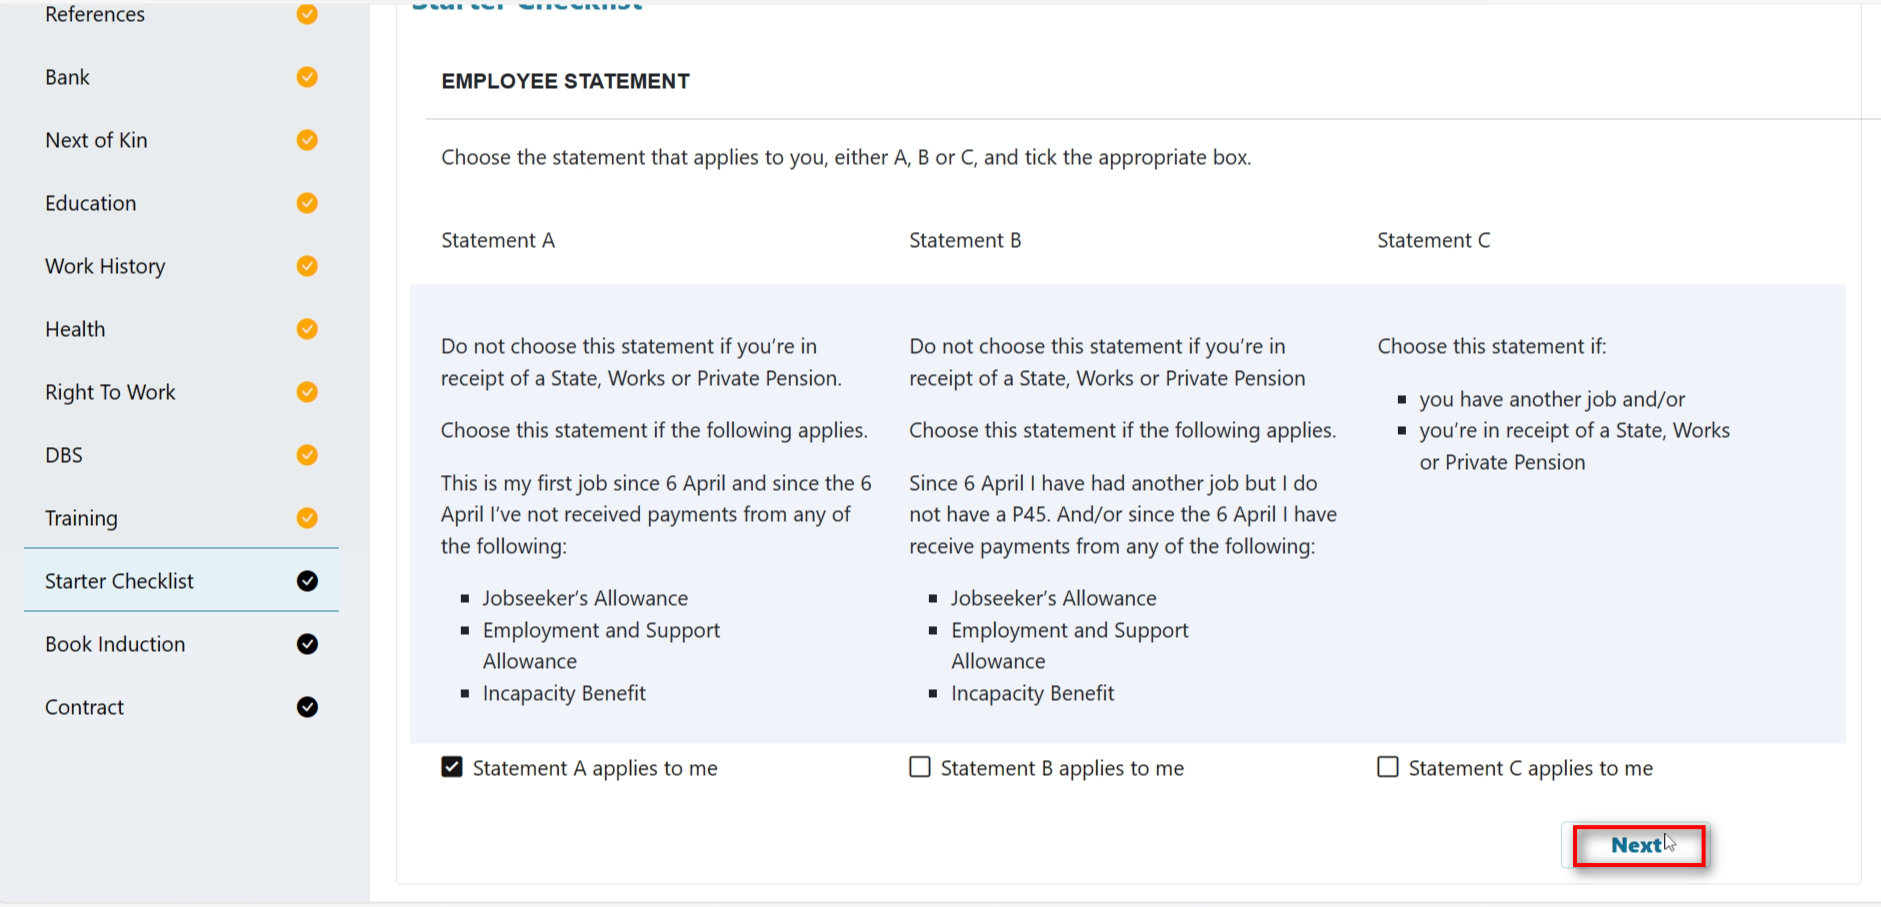 References
Bank
Next of Kin
Education
Work History
Health
Right To Work
DBS
Training
Starter Checklist
Book Induction
Contract
Starter Checklist
EMPLOYEE STATEMENT
Choose the statement that applies to you, either A, B or C, and tick the appropriate box.
Statement A
Do not choose this statement if you’re in
receipt of a State, Works or Private Pension.
Choose this statement if the following applies.
This is my first job since 6 April and since the 6
April I’ve not received payments from any of
the following:
Jobseeker’s Allowance
Employment and Support
Allowance
Incapacity Benefit
Statement A applies to me
Statement B
Do not choose this statement if you’re in
receipt of a State, Works or Private Pension
Choose this statement if the following applies.
Since 6 April I have had another job but I do
not have a P45. And/or since the 6 April I have
receive payments from any of the following:
Jobseeker’s Allowance
Employment and Support
Allowance
Incapacity Benefit
Statement B applies to me
Statement C
Choose this statement if:
you have another job and/or
you’re in receipt of a State, Works
or Private Pension
Statement C applies to me
Next